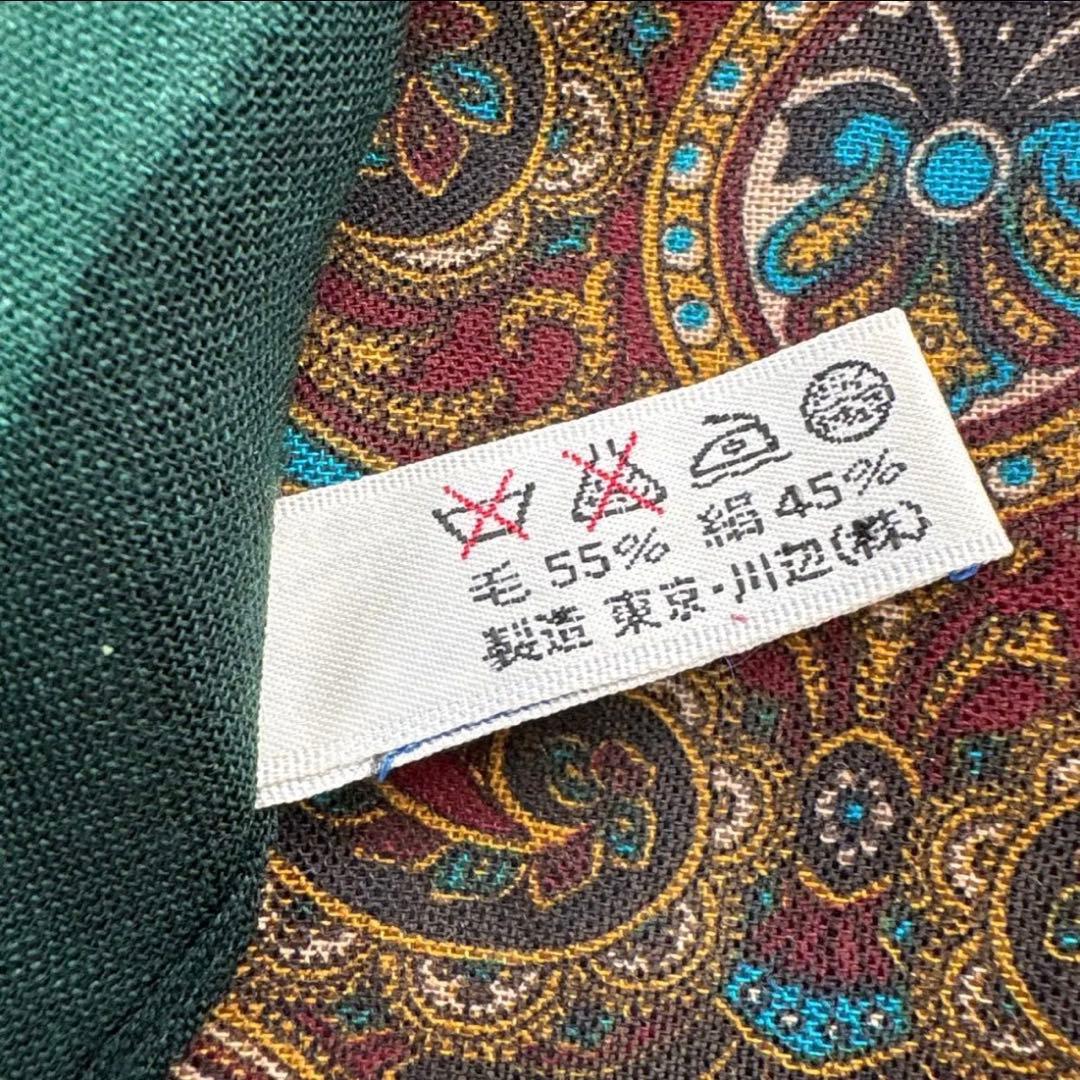 毛 55% 絹 45%
製造 東京・川辺(株)